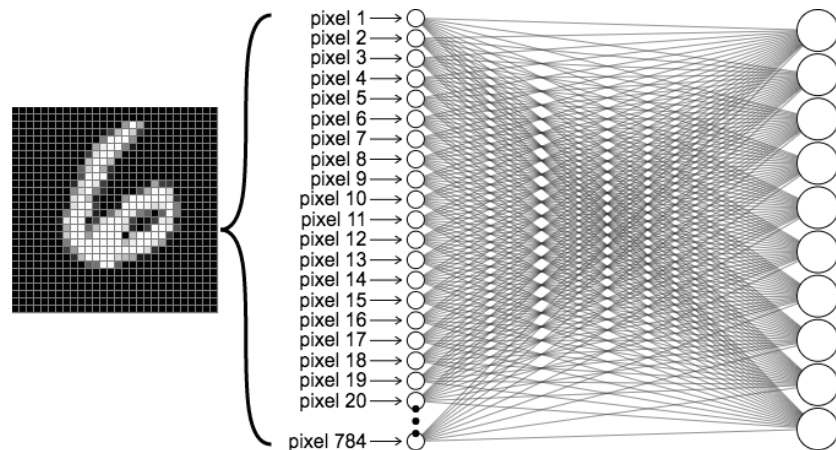 pixel 1
pixel 2
pixel 3
pixel 4
pixel 5
pixel 6
pixel 7
pixel 8
pixel 9
pixel 10
pixel 11
pixel 12
pixel 13
pixel 14
pixel 15
pixel 16
pixel 17
pixel 18
pixel 19
pixel 20
pixel 784